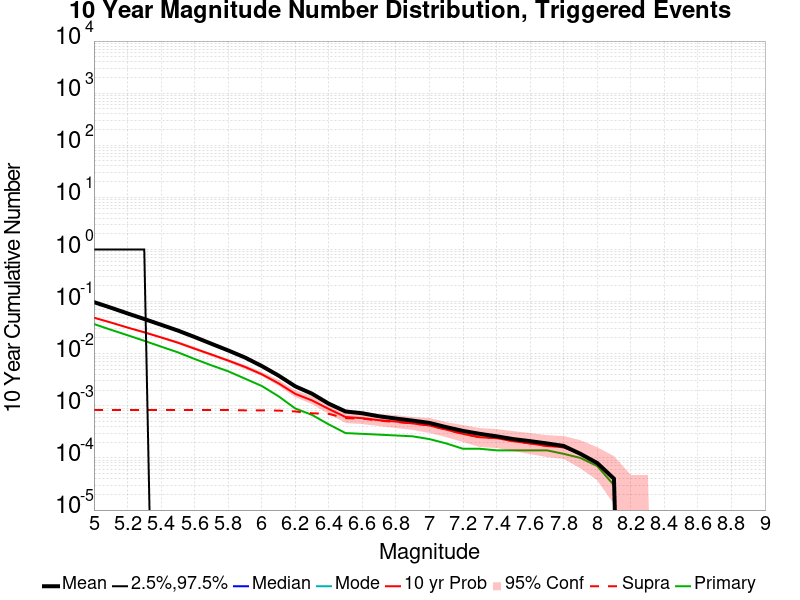 10 Year Magnitude Number Distribution, Triggered Events
10^4
10^3
10^2
10^1
10^0
10^-1
10^-2
10^-3
10^-4
10^-5
10 Year Cumulative Number
5 5.2 5.4 5.6 5.8 6 6.2 6.4 6.6 6.8 7 7.2 7.4 7.6 7.8 8 8.2 8.4 8.6 8.8 9
Magnitude
Mean 2.5%,97.5% Median Mode 10 yr Prob 95% Conf Supra Primary